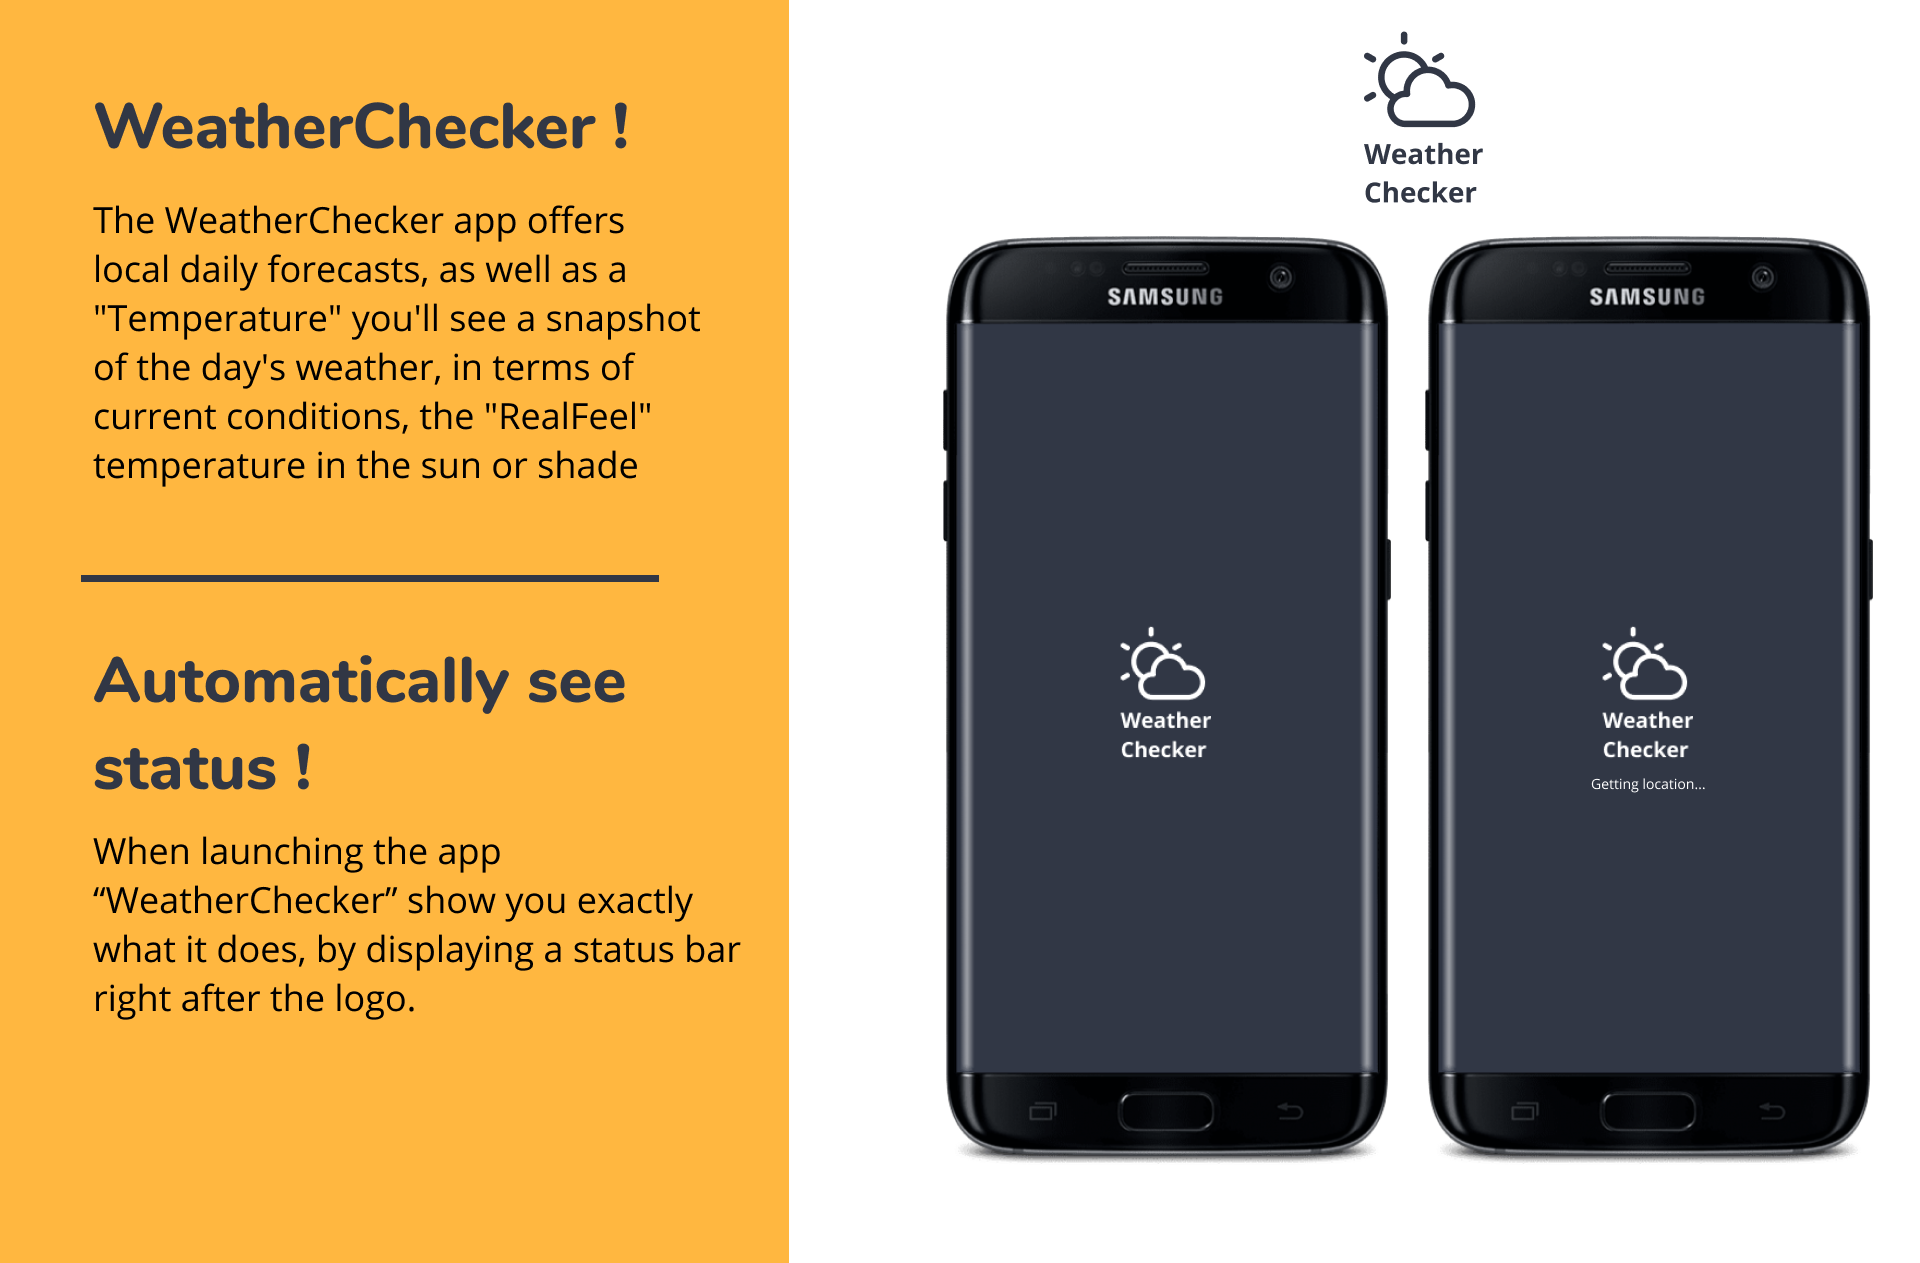 WeatherChecker !
The WeatherChecker app offers
local daily forecasts, as well as a
"Temperature" you'll see a snapshot
of the day's weather, in terms of
current conditions, the "RealFeel"
temperature in the sun or shade
Automatically see
status !
When launching the app
“WeatherChecker” show you exactly
what it does, by displaying a status bar
right after the logo.
Weather
Checker
SAMSUNG
Weather
Checker
SAMSUNG
Weather
Checker
Getting location...